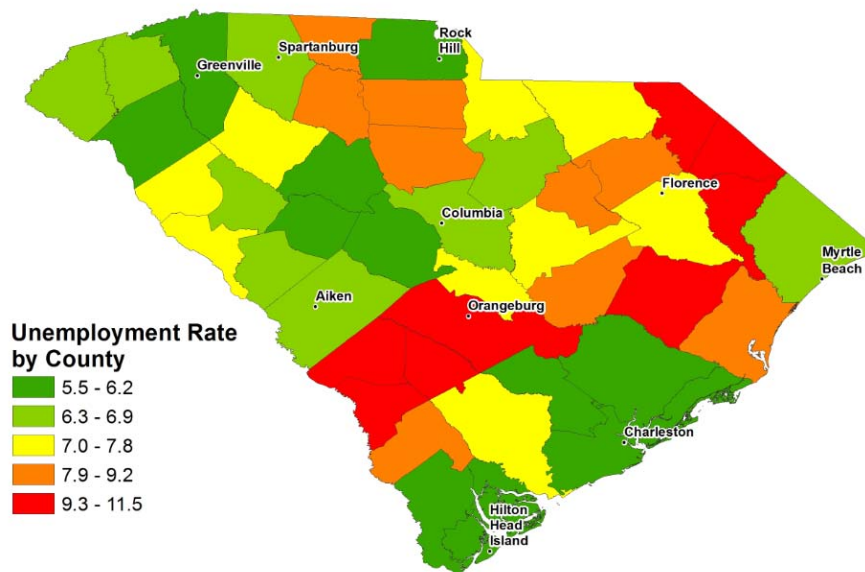 Rock
Hill
Spartanburg
Greenville
Florence
Columbia
Myrtle
Beach
Aiken
Orangeburg
Unemployment Rate
by County
5.5 - 6.2
6.3 - 6.9
7.0 - 7.8
7.9 - 9.2
9.3 - 11.5
Charleston
Hilton
Head
Island